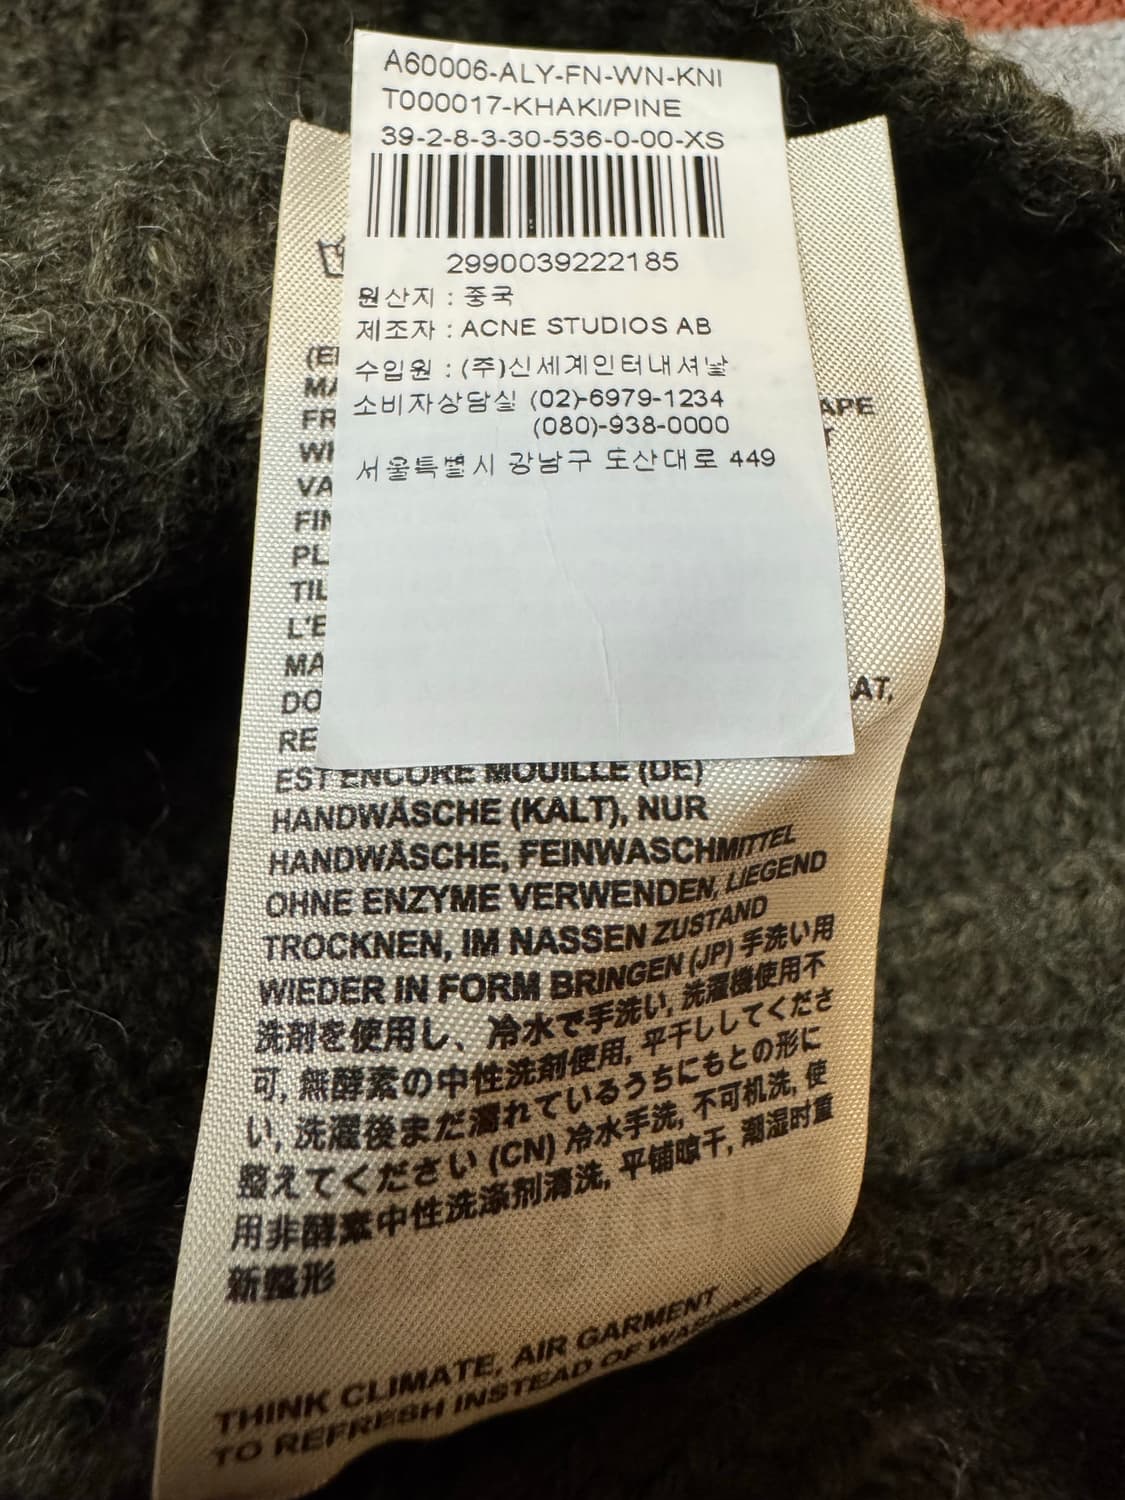 A60006-ALY-FN-WN-KNI
T000017-KHAKI/PINE
39-2-8-3-30-536-0-00-XS
2990039222185
원산지 : 중국
제조자 : ACNE STUDIOS AB
수입원 : (주)신세계인터내셔날
소비자상담실 (02)-6979-1234
(080)-938-0000
서울특별시 강남구 도산대로 449
EST ENCORE MOUILLE (DE)
HANDWÄSCHE (KALT), NUR
HANDWÄSCHE, FEINWASCHMITTEL
OHNE ENZYME VERWENDEN, LIEGEND
TROCKNEN, IM NASSEN ZUSTAND
WIEDER IN FORM BRINGEN (JP) 手洗い用
洗剤を使用し、冷水で手洗い, 洗濯機使用不
可, 無酵素の中性洗剤使用, 平干ししてくださ
い, 洗濯後まだ濡れているうちにもとの形に
整えてください (CN) 冷水手洗, 不可机洗, 使
用非酵素中性洗涤剂清洗, 平铺晾干, 潮湿时重
新整形
THINK CLIMATE, AIR GARMENT
TO REFRESH INSTEAD OF WASHING